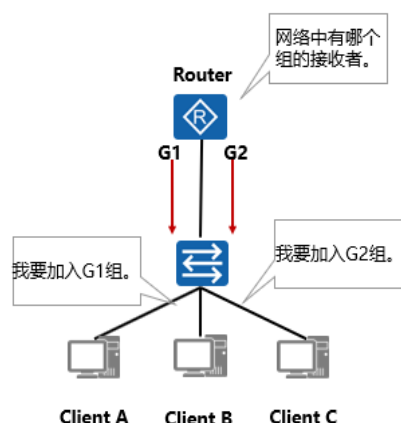 网络中有哪个
组的接收者。
Router
R
G1
G2
我要加入G1组。
我要加入G2组。
Client A
Client B
Client C